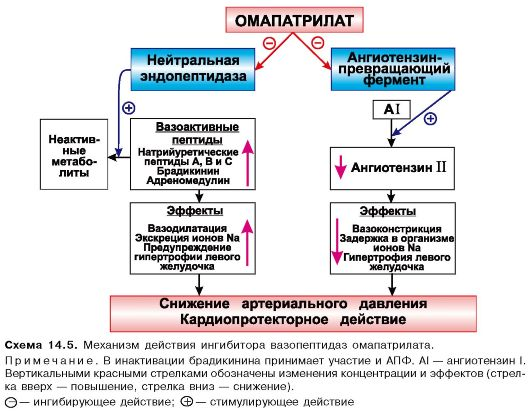 ОМАПАТРИЛАТ
⊖ ⊖
Нейтральная
эндопептидаза
Ангиотензин-
превращающий
фермент
⊕
АI
⊕
Неактив-
ные
метабо-
литы
Вазоактивные
пептиды
Натрийуретические
пептиды А, В и С
Брадикинин
Адреномедулин
Ангиотензин II
Эффекты
Вазодилатация
Экскреция ионов Na
Предупреждение
гипертрофии левого
желудочка
Эффекты
Вазоконстрикция
Задержка в организме
ионов Na
Гипертрофия левого
желудочка
Снижение артериального давления
Кардиопротекторное действие
Схема 14.5. Механизм действия ингибитора вазопептидаз омапатрилата.
Примечание. В инактивации брадикинина принимает участие и АПФ. АI — ангиотензин I.
Вертикальными красными стрелками обозначены изменения концентрации и эффектов (стрел-
ка вверх — повышение, стрелка вниз — снижение).
⊖ — ингибирующее действие; ⊕ — стимулирующее действие